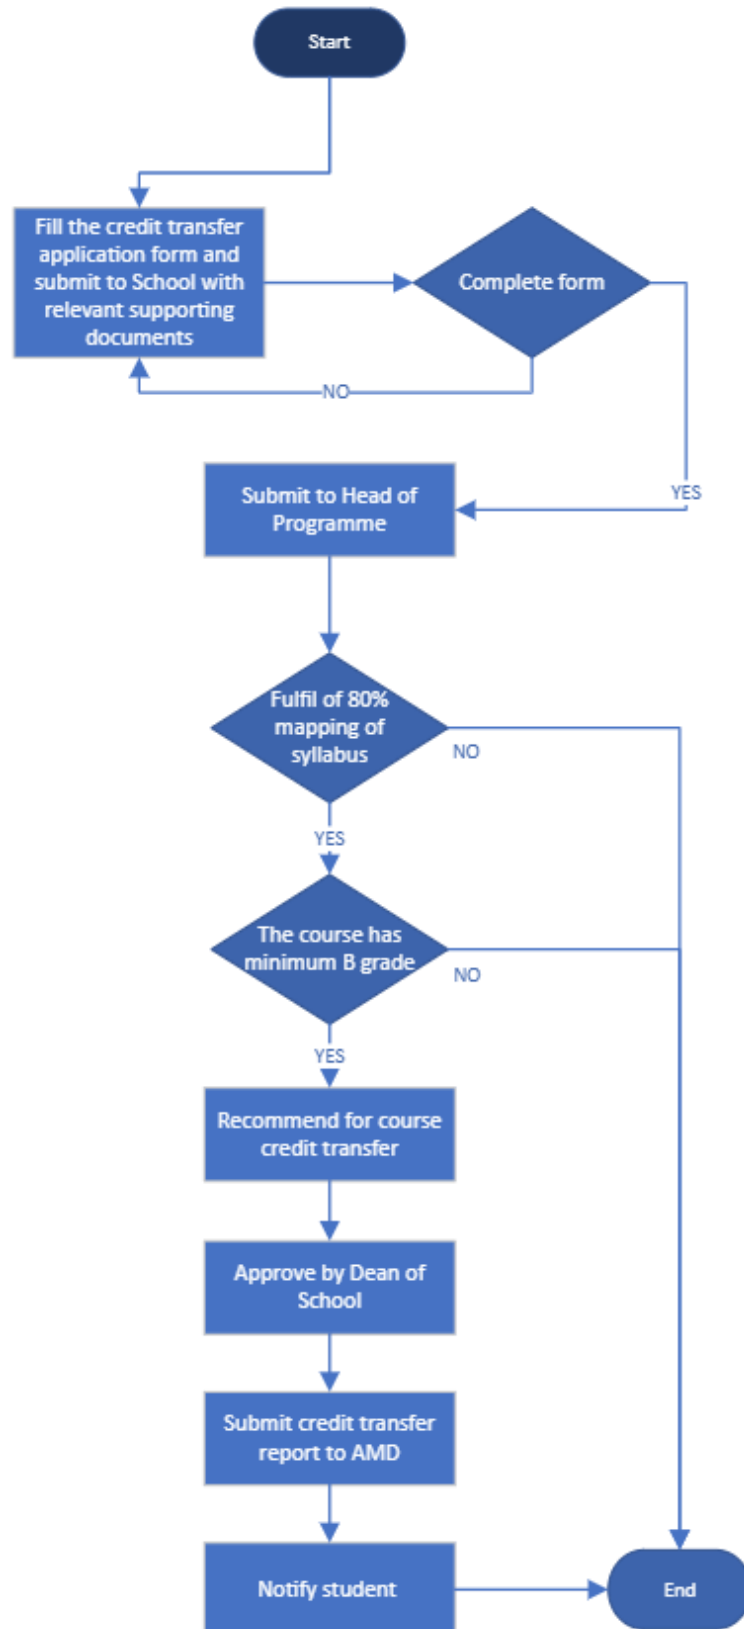 Start
Fill the credit transfer
application form and
submit to School with
relevant supporting
documents
Complete form
NO
YES
Submit to Head of
Programme
Fulfil of 80%
mapping of
syllabus
NO
YES
The course has
minimum B grade
NO
YES
Recommend for course
credit transfer
Approve by Dean of
School
Submit credit transfer
report to AMD
Notify student
End